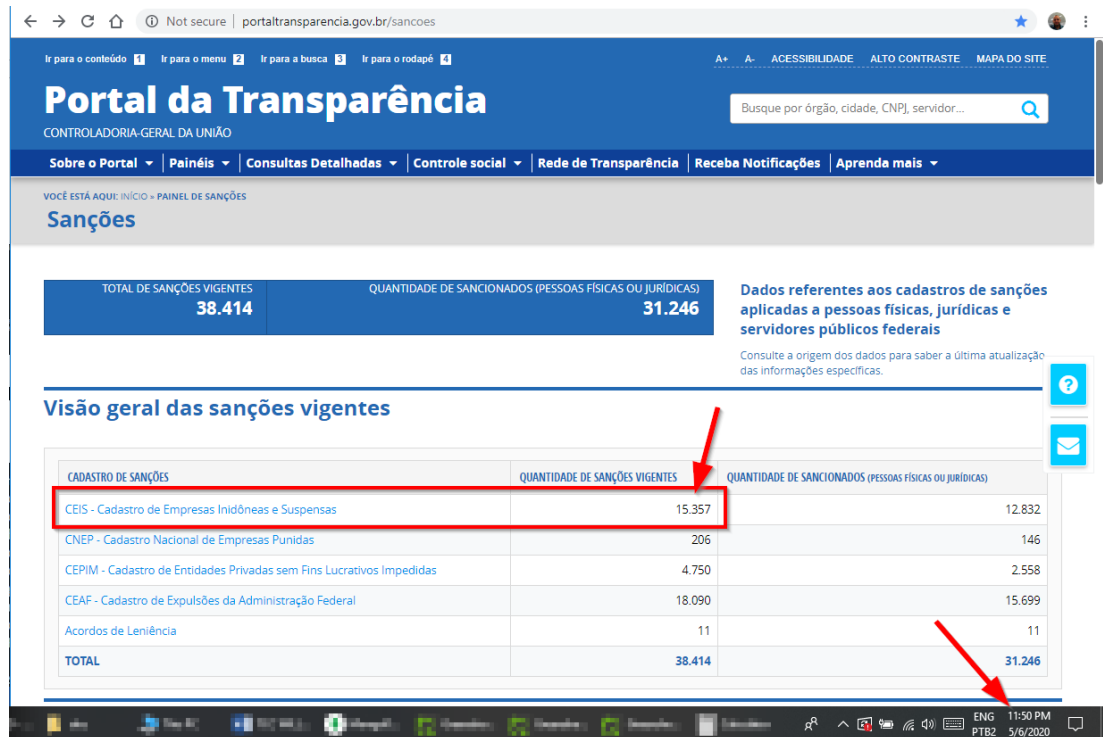 Not secure | portaltransparencia.gov.br/sancoes
Ir para o conteúdo 1 Ir para o menu 2 Ir para a busca 3 Ir para o rodapé 4 A+ A- ACESSIBILIDADE ALTO CONTRASTE MAPA DO SITE
Portal da Transparência
Busque por órgão, cidade, CNPJ, servidor...
CONTROLADORIA-GERAL DA UNIÃO
Sobre o Portal Painéis Consultas Detalhadas Controle social Rede de Transparência Receba Notificações Aprenda mais
VOCÊ ESTÁ AQUI: INÍCIO » PAINEL DE SANÇÕES
Sanções
TOTAL DE SANÇÕES VIGENTES
38.414
QUANTIDADE DE SANCIONADOS (PESSOAS FÍSICAS OU JURÍDICAS)
31.246
Dados referentes aos cadastros de sanções
aplicadas a pessoas físicas, jurídicas e
servidores públicos federais
Consulte a origem dos dados para saber a última atualização
das informações específicas.
?
Visão geral das sanções vigentes
CADASTRO DE SANÇÕES QUANTIDADE DE SANÇÕES VIGENTES QUANTIDADE DE SANCIONADOS (PESSOAS FÍSICAS OU JURÍDICAS)
CEIS - Cadastro de Empresas Inidôneas e Suspensas 15.357 12.832
CNEP - Cadastro Nacional de Empresas Punidas 206 146
CEPIM - Cadastro de Entidades Privadas sem Fins Lucrativos Impedidas 4.750 2.558
CEAF - Cadastro de Expulsões da Administração Federal 18.090 15.699
Acordos de Leniência 11 11
TOTAL 38.414 31.246
ENG 11:50 PM
PTB2 5/6/2020